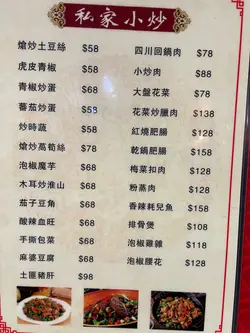 私家小炒
熗炒土豆絲 $58
虎皮青椒 $58
青椒炒蛋 $58
蕃茄炒蛋 $58
炒時蔬 $58
熗炒萵筍絲 $78
泡椒魔芋 $68
木耳炒淮山 $68
茄子豆角 $68
酸辣血旺 $68
手撕包菜 $68
麻婆豆腐 $68
土匪豬肝 $98
四川回鍋肉 $78
小炒肉 $88
大盤花菜 $78
花菜炒臘肉 $138
紅燒肥腸 $128
乾鍋肥腸 $158
梅菜扣肉 $128
粉蒸肉 $128
香辣耗兒魚 $158
排骨煲 $108
泡椒雞雜 $118
泡椒腰花 $128